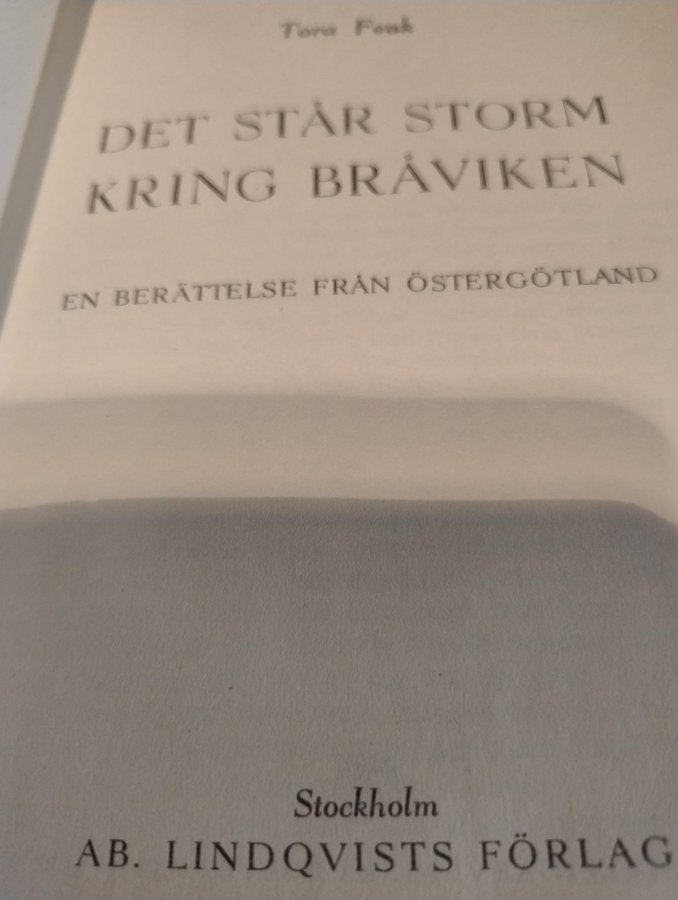 Tora Feuk
DET STÅR STORM
KRING BRÅVIKEN
EN BERÄTTELSE FRÅN ÖSTERGÖTLAND
Stockholm
AB. LINDQVISTS FÖRLAG